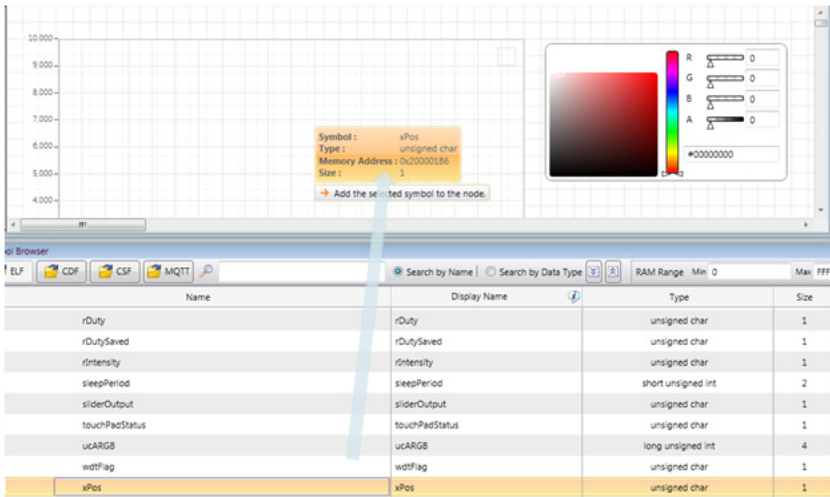 10,000
9,000
8,000
7,000
6,000
5,000
4,000
R 0
G 0
B 0
A 0
#00000000
Symbol : xPos
Type : unsigned char
Memory Address : 0x200001B6
Size : 1
Add the selected symbol to the node.
ool Browser
ELF CDF CSF MQTT Search by Name Search by Data Type RAM Range Min 0 Max FFF
Name Display Name Type Size
rDuty rDuty unsigned char 1
rDutySaved rDutySaved unsigned char 1
rIntensity rIntensity unsigned char 1
sleepPeriod sleepPeriod short unsigned int 2
sliderOutput sliderOutput unsigned char 1
touchPadStatus touchPadStatus unsigned char 1
ucARGB ucARGB long unsigned int 4
wdtFlag wdtFlag unsigned char 1
xPos xPos unsigned char 1